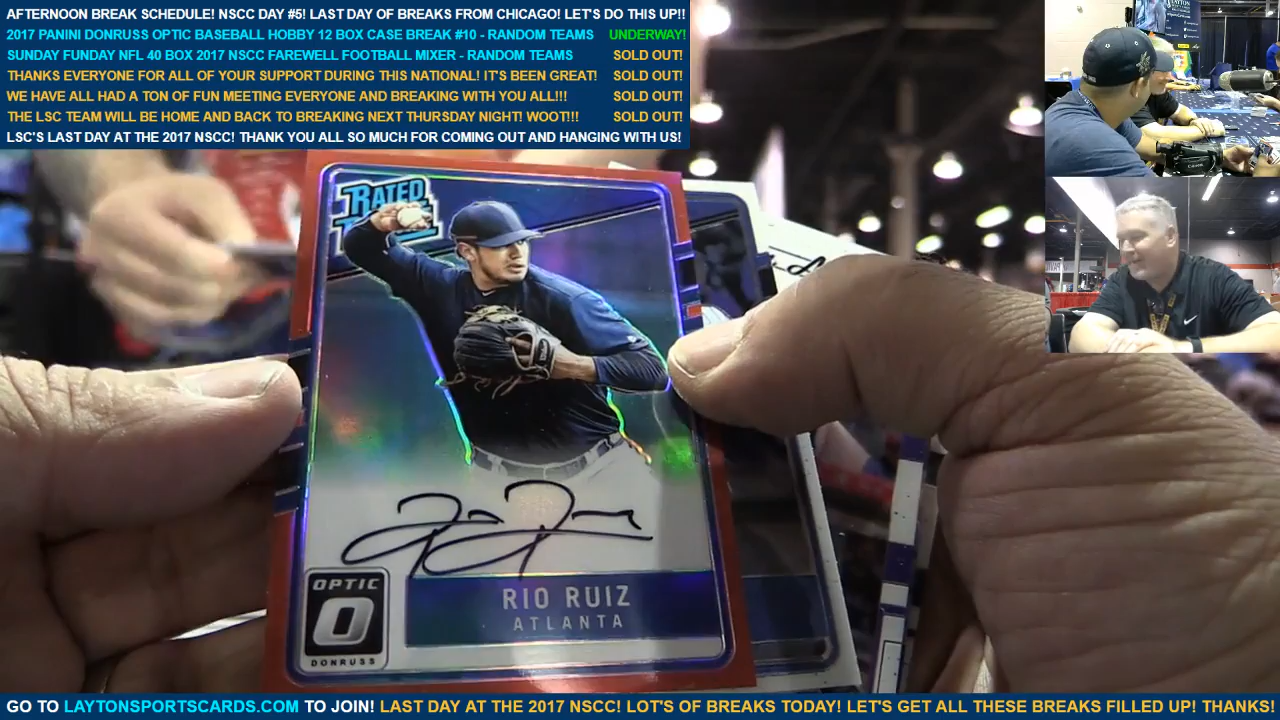 AFTERNOON BREAK SCHEDULE! NSCC DAY #5! LAST DAY OF BREAKS FROM CHICAGO! LET'S DO THIS UP!!
2017 PANINI DONRUSS OPTIC BASEBALL HOBBY 12 BOX CASE BREAK #10 - RANDOM TEAMS UNDERWAY!
SUNDAY FUNDAY NFL 40 BOX 2017 NSCC FAREWELL FOOTBALL MIXER - RANDOM TEAMS SOLD OUT!
THANKS EVERYONE FOR ALL OF YOUR SUPPORT DURING THIS NATIONAL! IT'S BEEN GREAT! SOLD OUT!
WE HAVE ALL HAD A TON OF FUN MEETING EVERYONE AND BREAKING WITH YOU ALL!!! SOLD OUT!
THE LSC TEAM WILL BE HOME AND BACK TO BREAKING NEXT THURSDAY NIGHT! WOOT!!! SOLD OUT!
LSC'S LAST DAY AT THE 2017 NSCC! THANK YOU ALL SO MUCH FOR COMING OUT AND HANGING WITH US!
RATED
OPTIC
O
DONRUSS
RIO RUIZ
ATLANTA
GO TO LAYTONSPORTSCARDS.COM TO JOIN! LAST DAY AT THE 2017 NSCC! LOT'S OF BREAKS TODAY! LET'S GET ALL THESE BREAKS FILLED UP! THANKS!